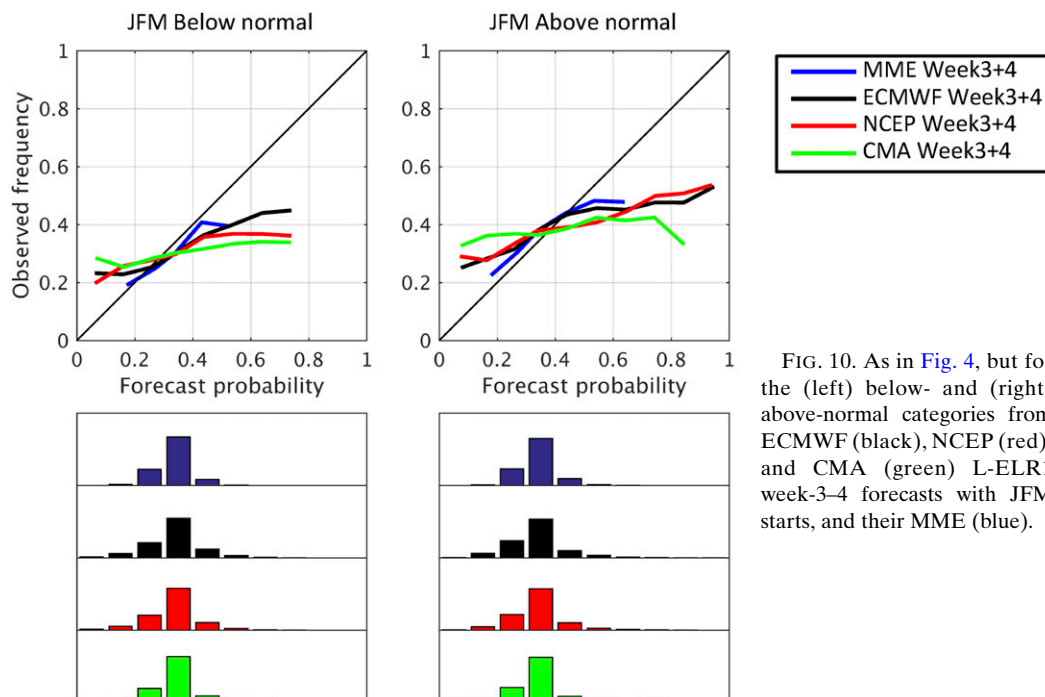 JFM Below normal
1
0.8
0.6
0.4
0.2
0
0 0.2 0.4 0.6 0.8 1
Observed frequency
Forecast probability
JFM Above normal
1
0.8
0.6
0.4
0.2
0
0 0.2 0.4 0.6 0.8 1
Forecast probability
MME Week3+4
ECMWF Week3+4
NCEP Week3+4
CMA Week3+4
FIG. 10. As in Fig. 4, but fo
the (left) below- and (right
above-normal categories from
ECMWF (black), NCEP (red)
and CMA (green) L-ELR
week-3–4 forecasts with JFM
starts, and their MME (blue).